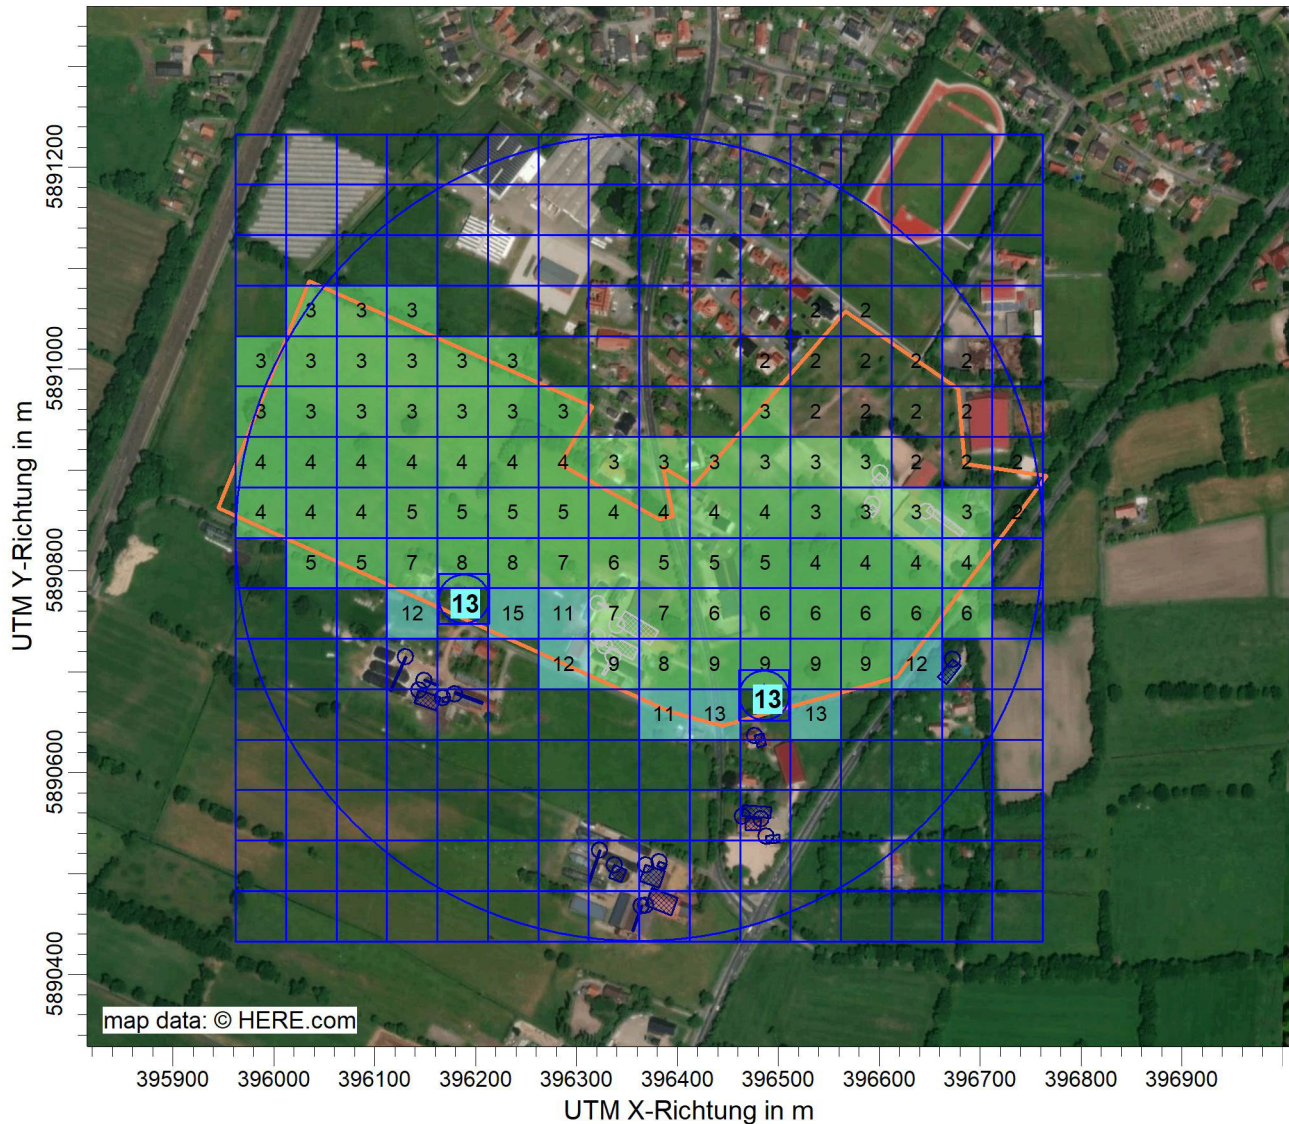 UTM Y-Richtung in m
5891200
5891000
5890800
5890600
5890400
3 3 3 2 2
3 3 3 3 3 3 2 2 2 2 2
3 3 3 3 3 3 3 3 2 2 2 2
4 4 4 4 4 4 4 3 3 3 3 3 3 2 2 2
4 4 4 5 5 5 5 4 4 4 4 3 3 3 3 2
5 5 7 8 8 7 6 5 5 5 4 4 4 4
12 13 15 11 7 7 6 6 6 6 6 6
12 9 8 9 9 9 9 12
11 13 13 13
map data: © HERE.com
395900 396000 396100 396200 396300 396400 396500 396600 396700 396800 396900
UTM X-Richtung in m